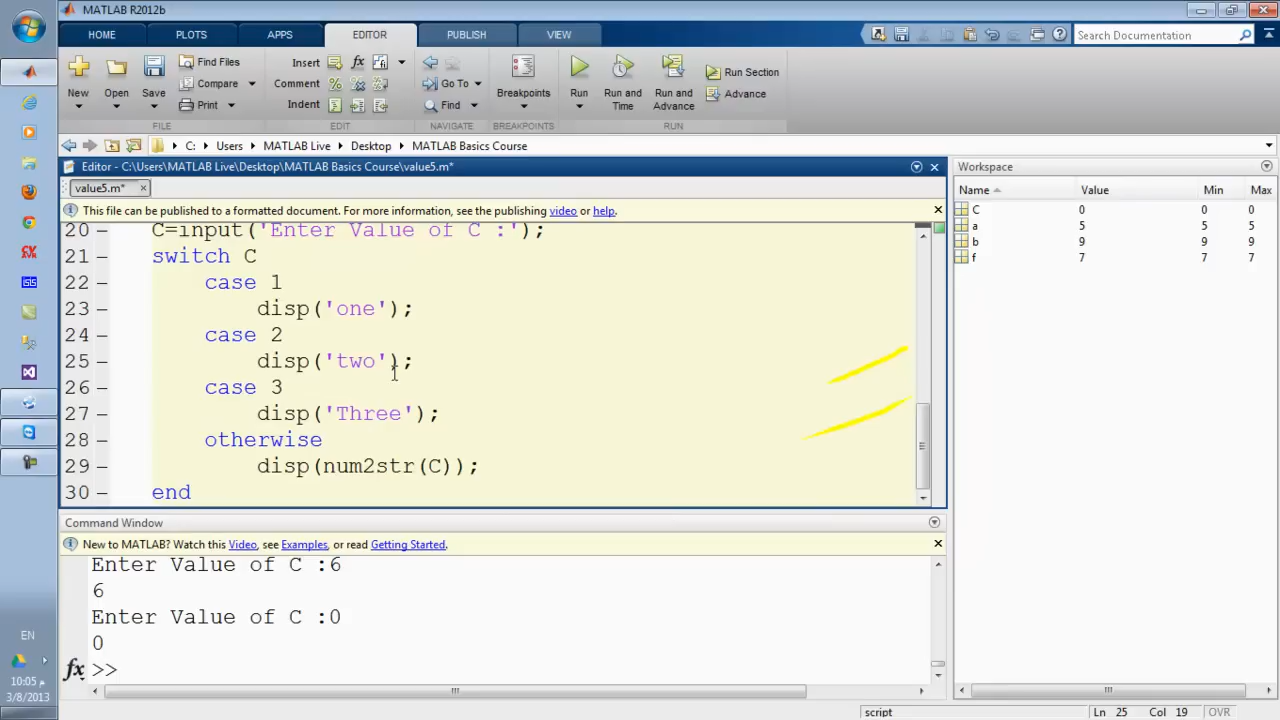 MATLAB R2012b
HOME PLOTS APPS EDITOR PUBLISH VIEW Search Documentation
New Open Save Find Files Compare Print
Insert Comment Indent fx
Go To Find
Breakpoints
Run Run and Time Run and Advance Run Section Advance
FILE EDIT NAVIGATE BREAKPOINTS RUN
C: Users MATLAB Live Desktop MATLAB Basics Course
Editor - C:\Users\MATLAB Live\Desktop\MATLAB Basics Course\value5.m*
value5.m*
This file can be published to a formatted document. For more information, see the publishing video or help.
20 – C=input('Enter Value of C :');
21 – switch C
22 – case 1
23 – disp('one');
24 – case 2
25 – disp('two');
26 – case 3
27 – disp('Three');
28 – otherwise
29 – disp(num2str(C));
30 – end
Workspace
Name Value Min Max
C 0 0 0
a 5 5 5
b 9 9 9
f 7 7 7
Command Window
New to MATLAB? Watch this Video, see Examples, or read Getting Started.
Enter Value of C :6
6
Enter Value of C :0
0
fx >>
EN
10:05 م
3/8/2013
script Ln 25 Col 19 OVR